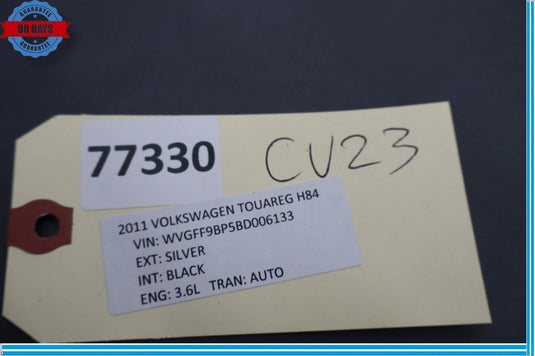 GUARANTEE
90 DAYS
GUARANTEE
77330
CV23
2011 VOLKSWAGEN TOUAREG H84
VIN: WVGFF9BP5BD006133
EXT: SILVER
INT: BLACK
ENG: 3.6L TRAN: AUTO